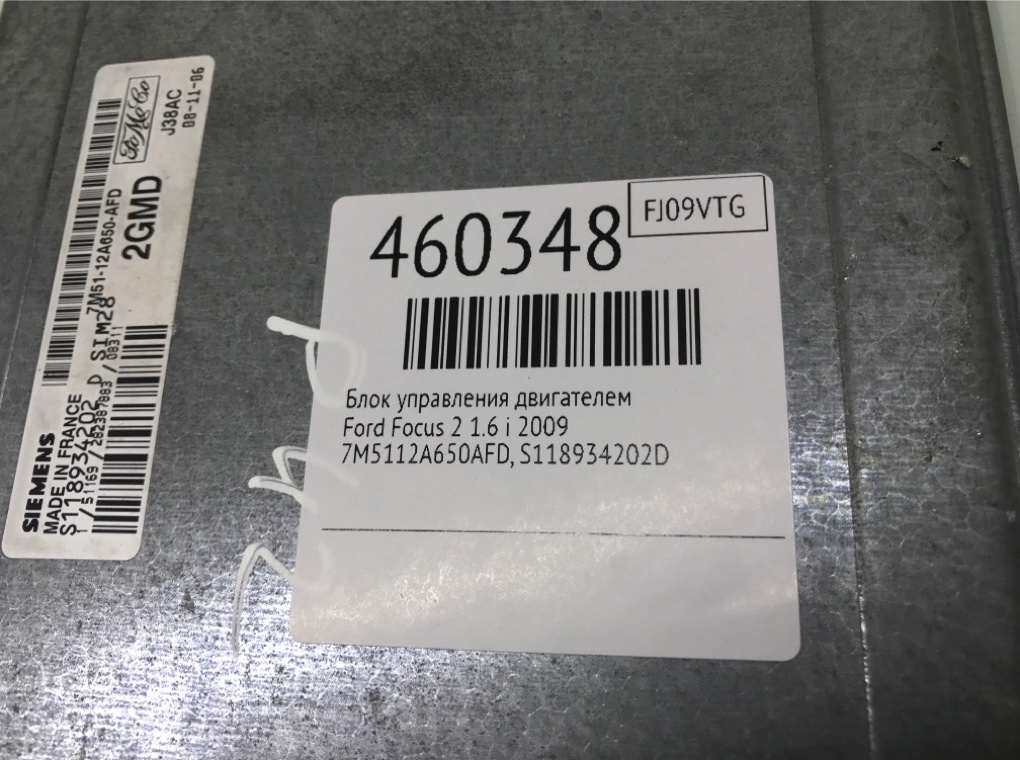 SIEMENS
MADE IN FRANCE
S118934202 D SIM28
7M51-12A650-AFD
2GMD
FoMoCo
J38AC
08-11-06
460348
FJ09VTG
Блок управления двигателем
Ford Focus 2 1.6 i 2009
7M5112A650AFD, S118934202D